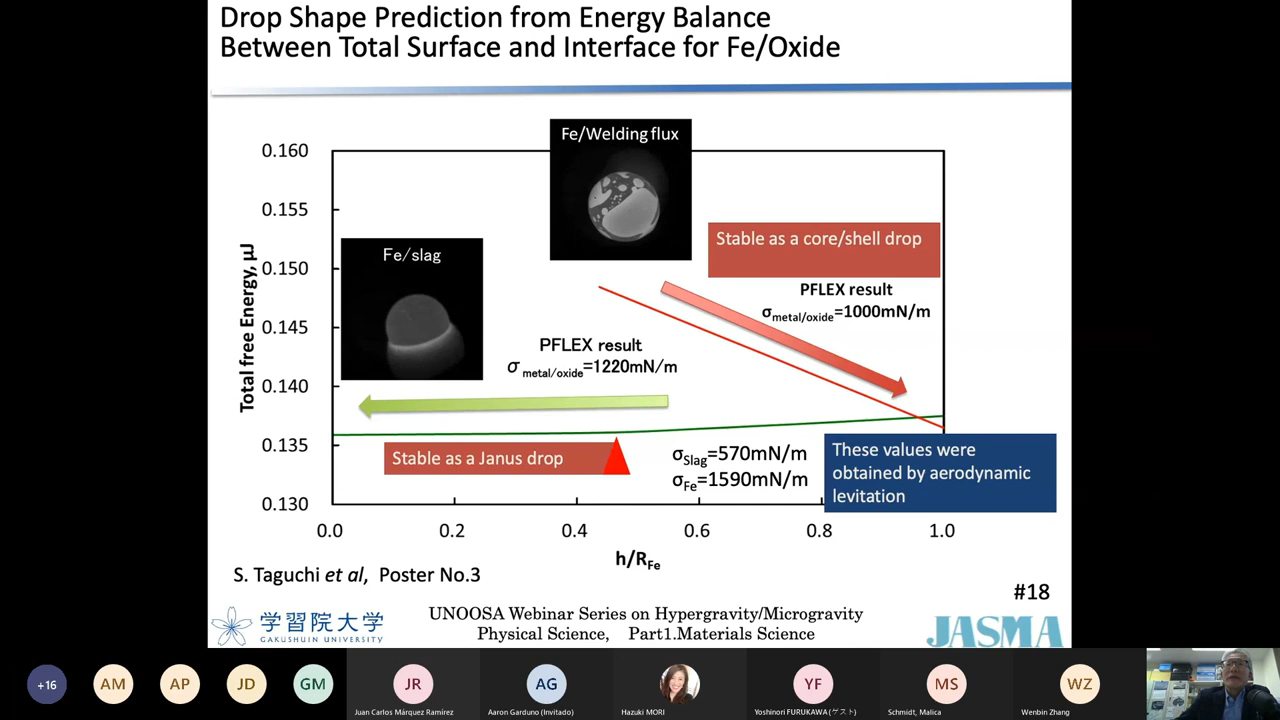 Drop Shape Prediction from Energy Balance
Between Total Surface and Interface for Fe/Oxide
Fe/Welding flux
Fe/slag
Stable as a core/shell drop
PFLEX result
σmetal/oxide=1000mN/m
PFLEX result
σ metal/oxide=1220mN/m
Stable as a Janus drop
σSlag=570mN/m
σFe=1590mN/m
These values were
obtained by aerodynamic
levitation
Total free Energy, μJ
0.160
0.155
0.150
0.145
0.140
0.135
0.130
0.0 0.2 0.4 0.6 0.8 1.0
h/RFe
S. Taguchi et al, Poster No.3
#18
学習院大学
GAKUSHUIN UNIVERSITY
UNOOSA Webinar Series on Hypergravity/Microgravity
Physical Science, Part1.Materials Science
JASMA
+16
AM
AP
JD
GM
JR
Juan Carlos Márquez Ramírez
AG
Aaron Garduno (Invitado)
Hazuki MORI
YF
Yoshinori FURUKAWA (ゲスト)
MS
Schmidt, Malica
WZ
Wenbin Zhang